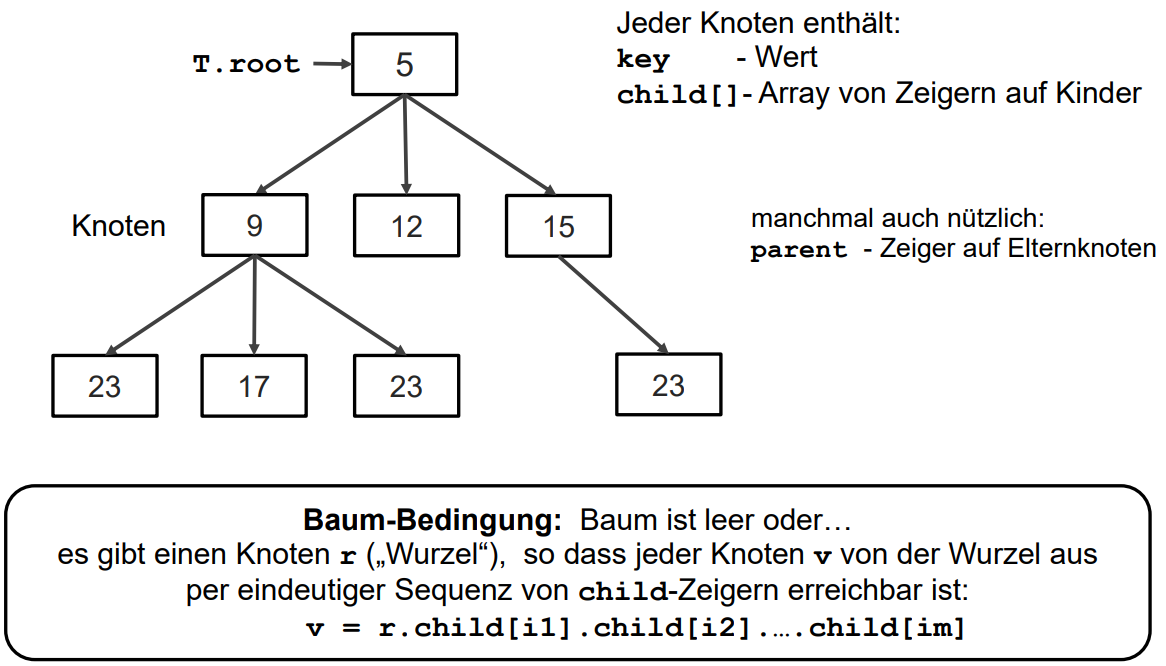 Jeder Knoten enthält:
T.root
5
key - Wert
child[]- Array von Zeigern auf Kinder
Knoten
9
12
15
manchmal auch nützlich:
parent - Zeiger auf Elternknoten
23
17
23
23
Baum-Bedingung: Baum ist leer oder…
es gibt einen Knoten r („Wurzel“), so dass jeder Knoten v von der Wurzel aus
per eindeutiger Sequenz von child-Zeigern erreichbar ist:
v = r.child[i1].child[i2].….child[im]